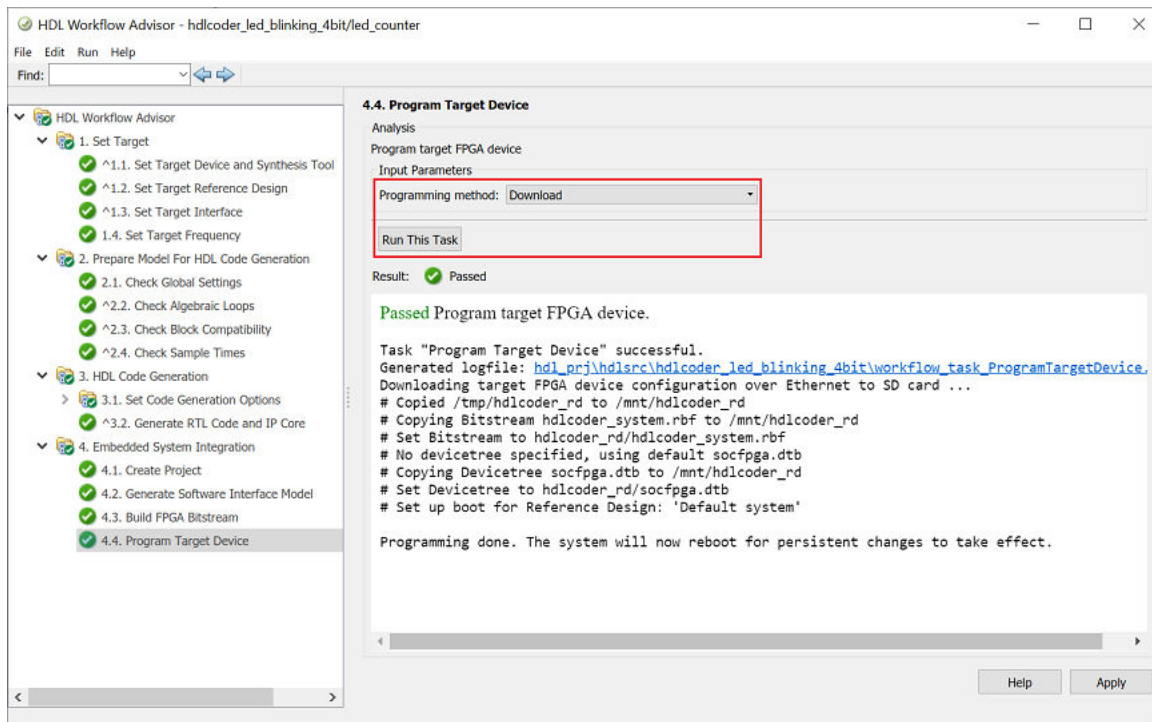 HDL Workflow Advisor - hdlcoder_led_blinking_4bit/led_counter
File Edit Run Help
Find:
HDL Workflow Advisor
1. Set Target
^1.1. Set Target Device and Synthesis Tool
^1.2. Set Target Reference Design
^1.3. Set Target Interface
1.4. Set Target Frequency
2. Prepare Model For HDL Code Generation
2.1. Check Global Settings
^2.2. Check Algebraic Loops
^2.3. Check Block Compatibility
^2.4. Check Sample Times
3. HDL Code Generation
3.1. Set Code Generation Options
^3.2. Generate RTL Code and IP Core
4. Embedded System Integration
4.1. Create Project
4.2. Generate Software Interface Model
4.3. Build FPGA Bitstream
4.4. Program Target Device
4.4. Program Target Device
Analysis
Program target FPGA device
Input Parameters
Programming method: Download
Run This Task
Result: Passed
Passed Program target FPGA device.
Task "Program Target Device" successful.
Generated logfile: hdl_prj\hdlsrc\hdlcoder_led_blinking_4bit\workflow_task_ProgramTargetDevice.
Downloading target FPGA device configuration over Ethernet to SD card ...
# Copied /tmp/hdlcoder_rd to /mnt/hdlcoder_rd
# Copying Bitstream hdlcoder_system.rbf to /mnt/hdlcoder_rd
# Set Bitstream to hdlcoder_rd/hdlcoder_system.rbf
# No devicetree specified, using default socfpga.dtb
# Copying Devicetree socfpga.dtb to /mnt/hdlcoder_rd
# Set Devicetree to hdlcoder_rd/socfpga.dtb
# Set up boot for Reference Design: 'Default system'
Programming done. The system will now reboot for persistent changes to take effect.
Help Apply